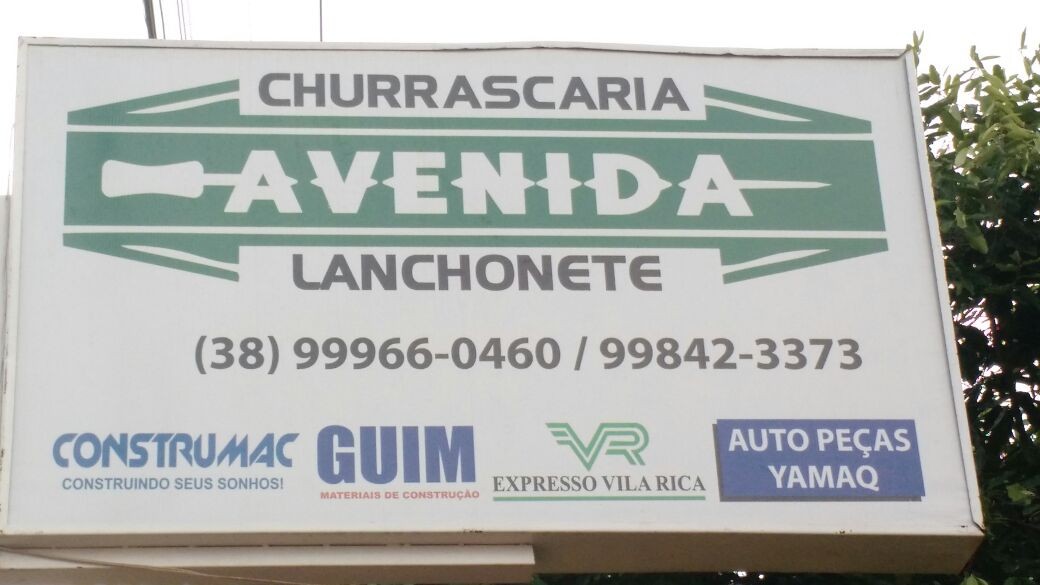 CHURRASCARIA
AVENIDA
LANCHONETE
(38) 99966-0460 / 99842-3373
CONSTRUMAC
CONSTRUINDO SEUS SONHOS!
GUIM
MATERIAIS DE CONSTRUÇÃO
VR
EXPRESSO VILA RICA
AUTO PEÇAS
YAMAQ